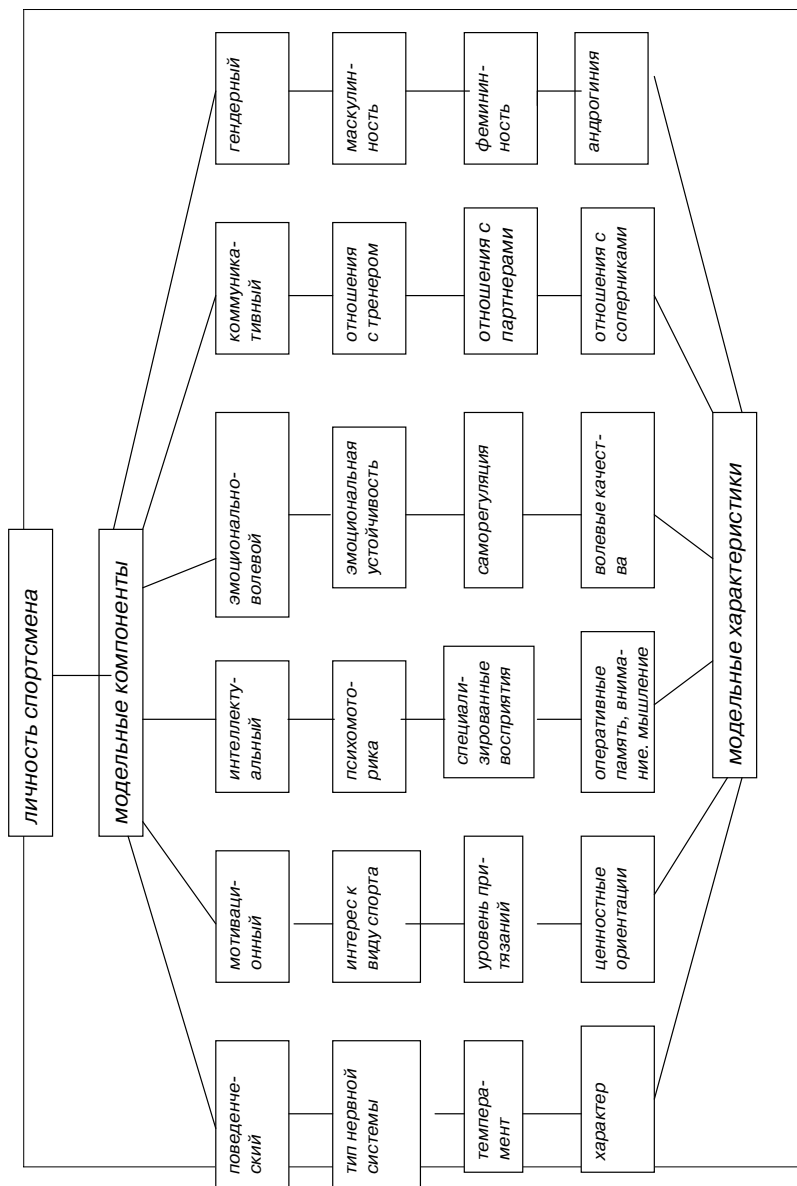 личность спортсмена
модельные компоненты
поведенче-
ский
мотиваци-
онный
интеллекту-
альный
эмоционально-
волевой
коммуника-
тивный
гендерный
тип нервной
системы
интерес к
виду спорта
психомото-
рика
эмоциональная
устойчивость
отношения
с тренером
маскулин-
ность
темпера-
мент
уровень при-
тязаний
специали-
зированные
восприятия
саморегуляция
отношения с
партнерами
феминин-
ность
характер
ценностные
ориентации
оперативные
память, внима-
ние. мышление
волевые качест-
ва
отношения с
соперниками
андрогиния
модельные характеристики